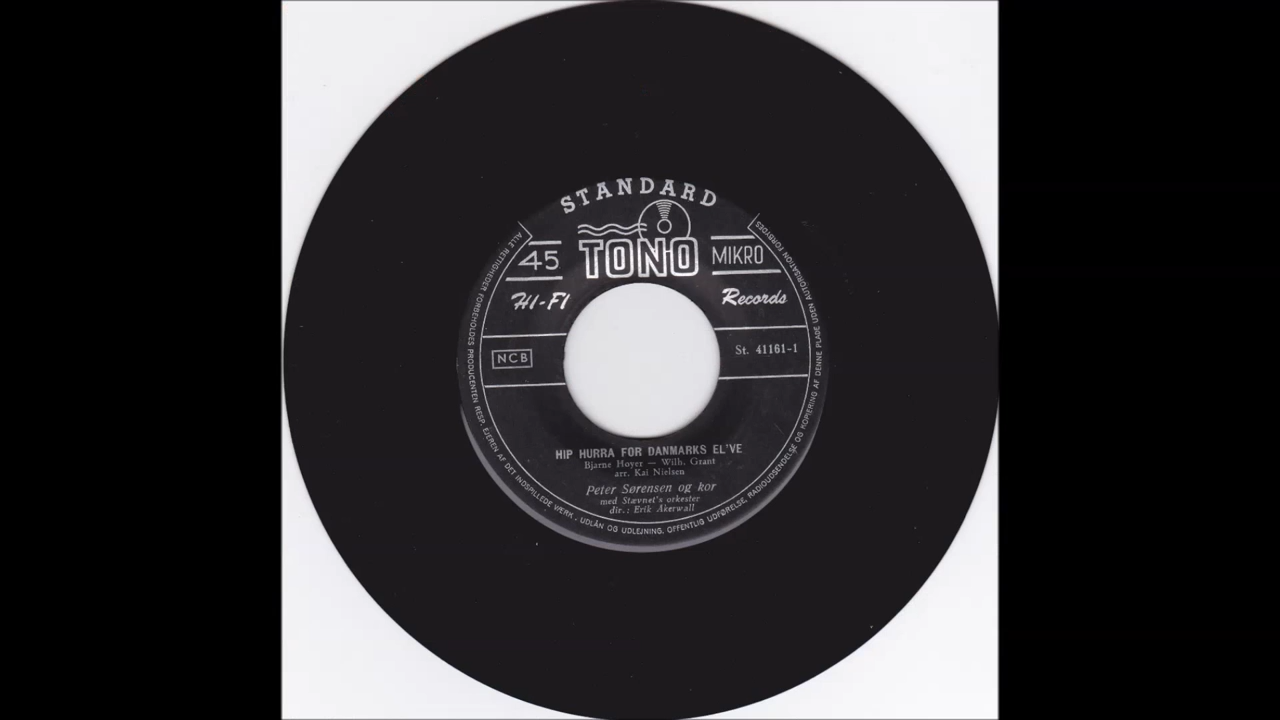 STANDARD
45 TONO MIKRO
HI-FI Records
NCB St. 41161-1
HIP HURRA FOR DANMARKS EL'VE
Bjarne Høyer — Wilh. Grant
arr. Kai Nielsen
Peter Sørensen og kor
med Stævnet's orkester
dir.: Erik Åkerwall
ALLE RETTIGHEDER FORBEHOLDES PRODUCENTEN RESP. EJEREN AF DET INDSPILLEDE VÆRK . UDLÅN OG UDLEJNING, OFFENTLIG UDFØRELSE, RADIOUDSENDELSE OG KOPIERING AF DENNE PLADE UDEN AUTORISATION FORBYDES